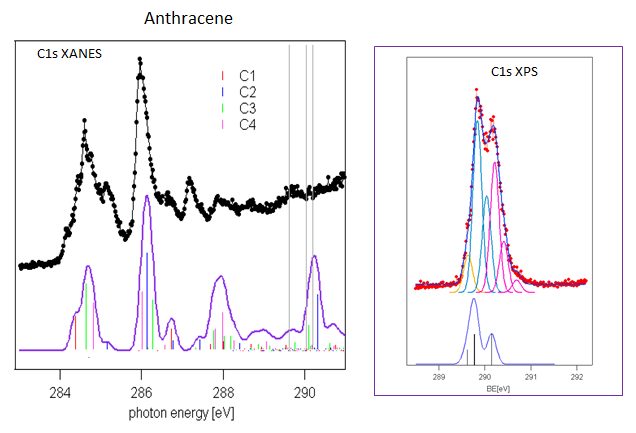 Anthracene
C1s XANES
C1
C2
C3
C4
284
286
288
290
photon energy [eV]
C1s XPS
289
290
291
292
BE[eV]